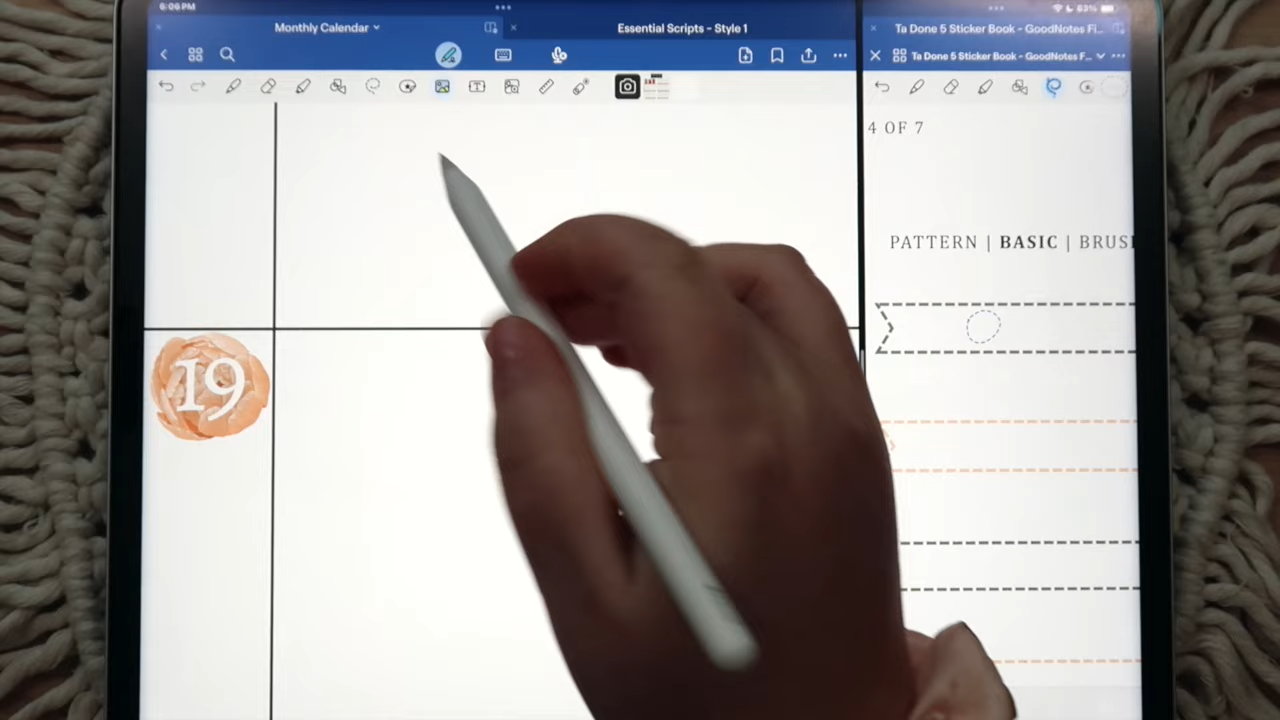 6:06 PM
83%
Monthly Calendar
Essential Scripts - Style 1
Ta Done 5 Sticker Book - GoodNotes Fi...
Ta Done 5 Sticker Book - GoodNotes F...
4 OF 7
PATTERN | BASIC | BRUS
19